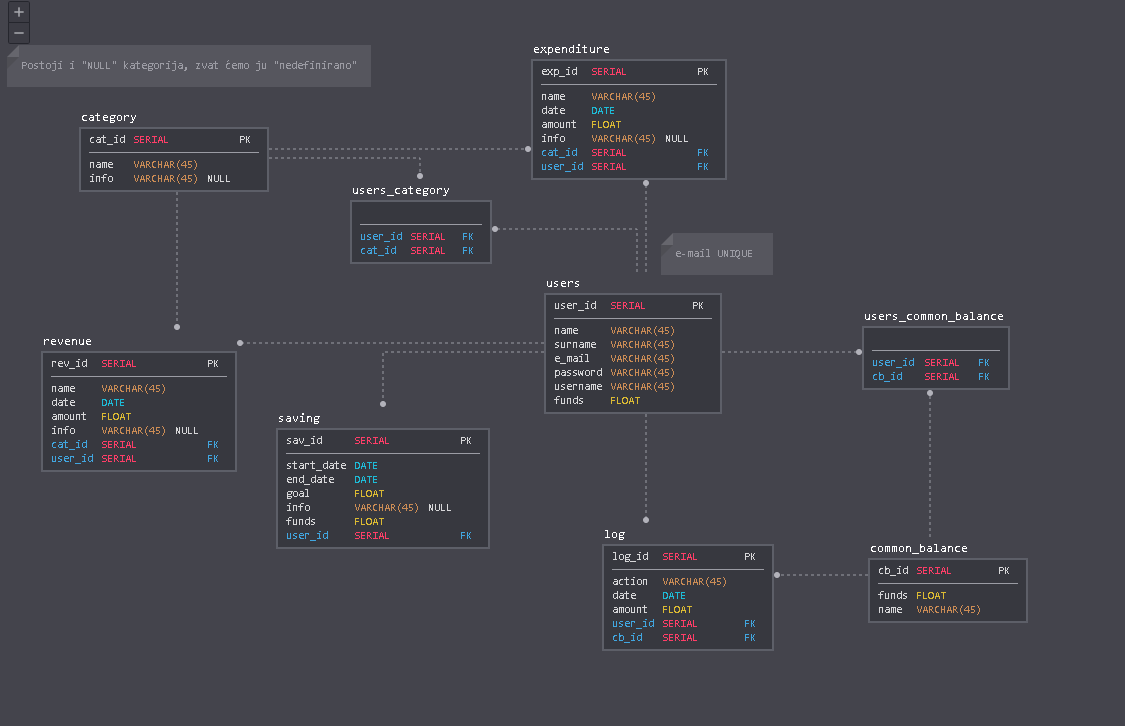 +
−
Postoji i "NULL" kategorija, zvat ćemo ju "nedefinirano"
expenditure
exp_id SERIAL PK
name VARCHAR(45)
date DATE
amount FLOAT
info VARCHAR(45) NULL
cat_id SERIAL FK
user_id SERIAL FK
category
cat_id SERIAL PK
name VARCHAR(45)
info VARCHAR(45) NULL
users_category
user_id SERIAL FK
cat_id SERIAL FK
e-mail UNIQUE
users
user_id SERIAL PK
name VARCHAR(45)
surname VARCHAR(45)
e_mail VARCHAR(45)
password VARCHAR(45)
username VARCHAR(45)
funds FLOAT
users_common_balance
user_id SERIAL FK
cb_id SERIAL FK
revenue
rev_id SERIAL PK
name VARCHAR(45)
date DATE
amount FLOAT
info VARCHAR(45) NULL
cat_id SERIAL FK
user_id SERIAL FK
saving
sav_id SERIAL PK
start_date DATE
end_date DATE
goal FLOAT
info VARCHAR(45) NULL
funds FLOAT
user_id SERIAL FK
log
log_id SERIAL PK
action VARCHAR(45)
date DATE
amount FLOAT
user_id SERIAL FK
cb_id SERIAL FK
common_balance
cb_id SERIAL PK
funds FLOAT
name VARCHAR(45)